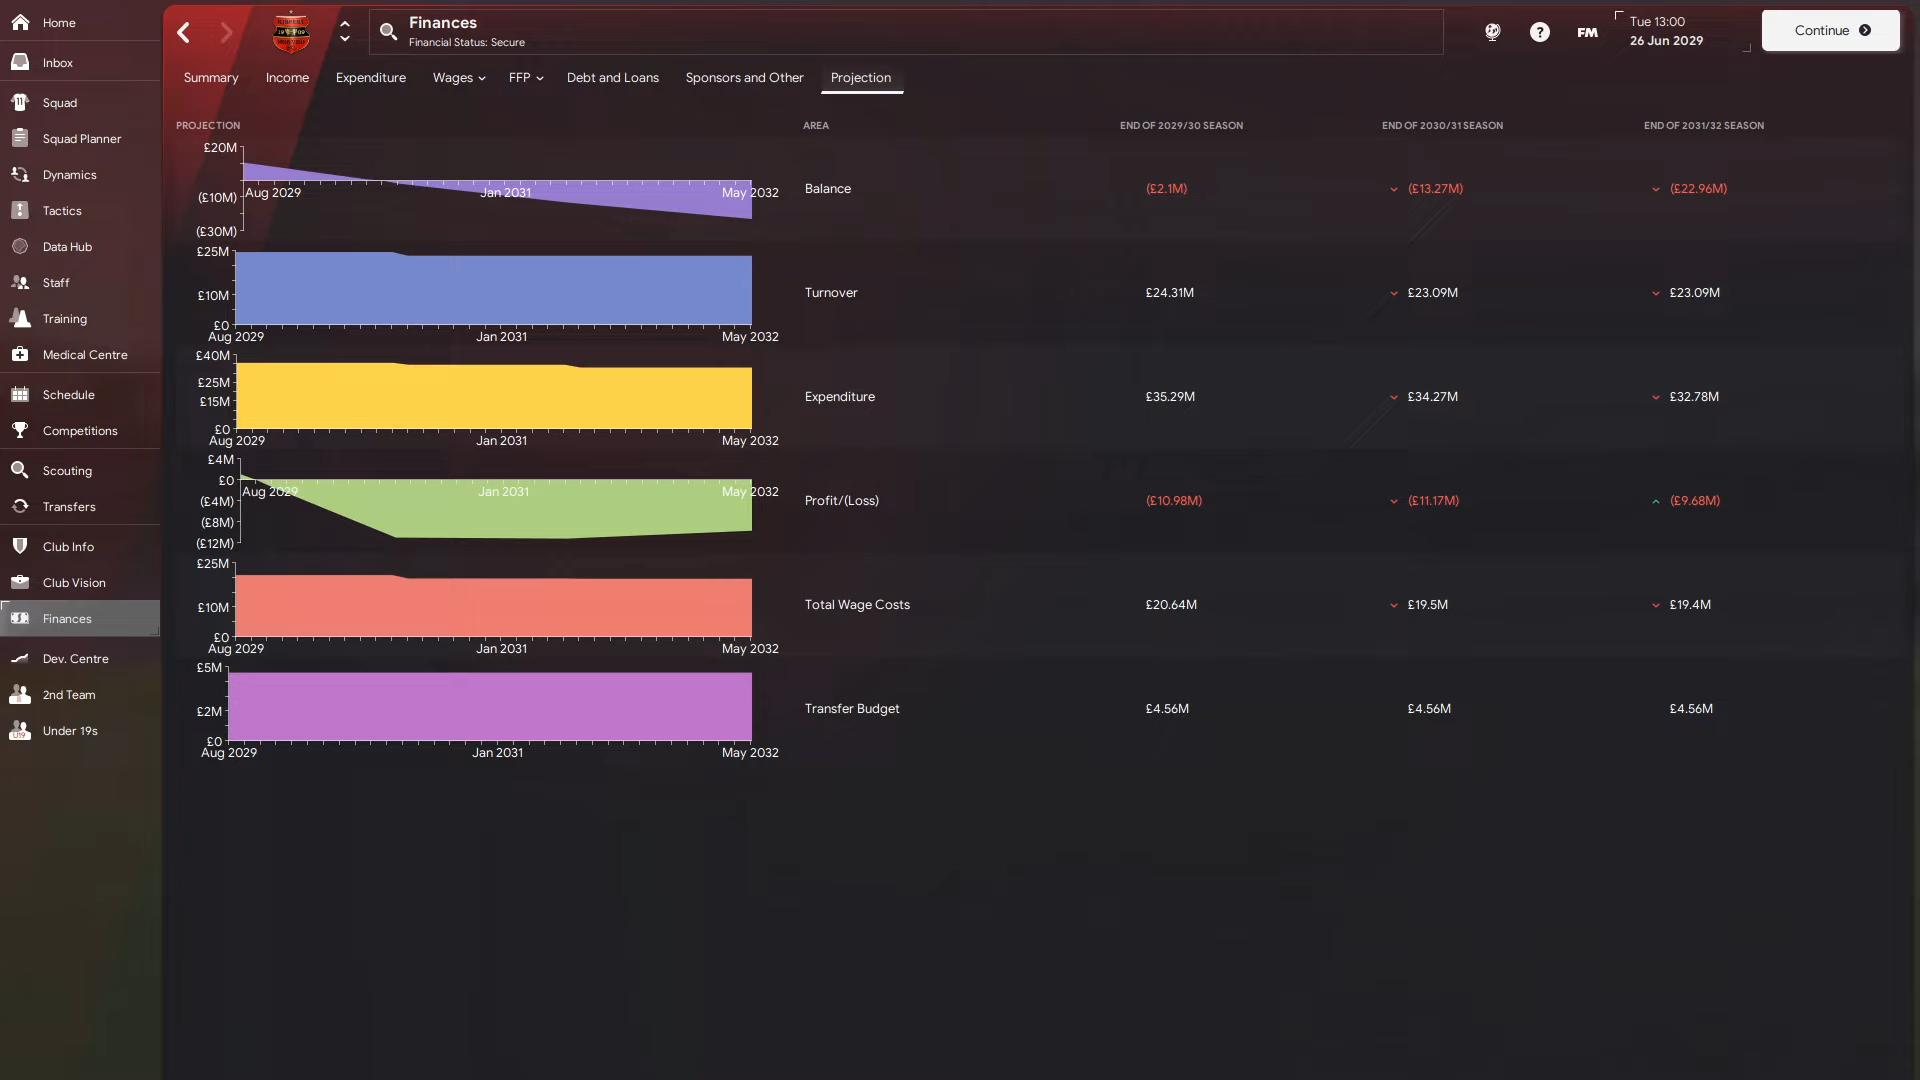 Home
Inbox
Squad
Squad Planner
Dynamics
Tactics
Data Hub
Staff
Training
Medical Centre
Schedule
Competitions
Scouting
Transfers
Club Info
Club Vision
Finances
Dev. Centre
2nd Team
Under 19s
Finances
Financial Status: Secure
FM
Tue 13:00
26 Jun 2029
Continue
Summary Income Expenditure Wages FFP Debt and Loans Sponsors and Other Projection
PROJECTION AREA END OF 2029/30 SEASON END OF 2030/31 SEASON END OF 2031/32 SEASON
£20M
(£10M)
(£30M)
Aug 2029 Jan 2031 May 2032
Balance (£2.1M) (£13.27M) (£22.96M)
£25M
£10M
£0
Aug 2029 Jan 2031 May 2032
Turnover £24.31M £23.09M £23.09M
£40M
£25M
£15M
£0
Aug 2029 Jan 2031 May 2032
Expenditure £35.29M £34.27M £32.78M
£4M
£0
(£4M)
(£8M)
(£12M)
Aug 2029 Jan 2031 May 2032
Profit/(Loss) (£10.98M) (£11.17M) (£9.68M)
£25M
£10M
£0
Aug 2029 Jan 2031 May 2032
Total Wage Costs £20.64M £19.5M £19.4M
£5M
£2M
£0
Aug 2029 Jan 2031 May 2032
Transfer Budget £4.56M £4.56M £4.56M